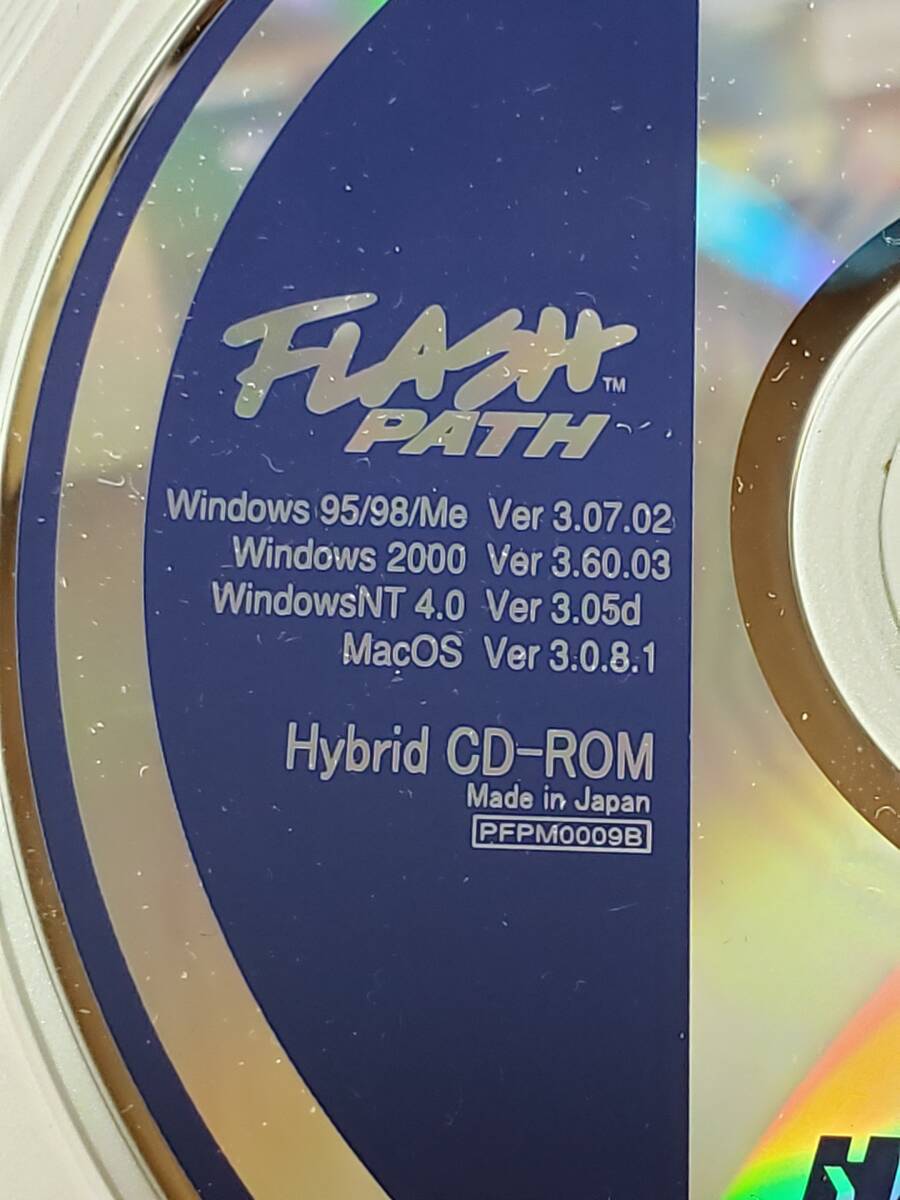 FLASH™
PATH
Windows 95/98/Me Ver 3.07.02
Windows 2000 Ver 3.60.03
WindowsNT 4.0 Ver 3.05d
MacOS Ver 3.0.8.1
Hybrid CD-ROM
Made in Japan
PFPM0009B